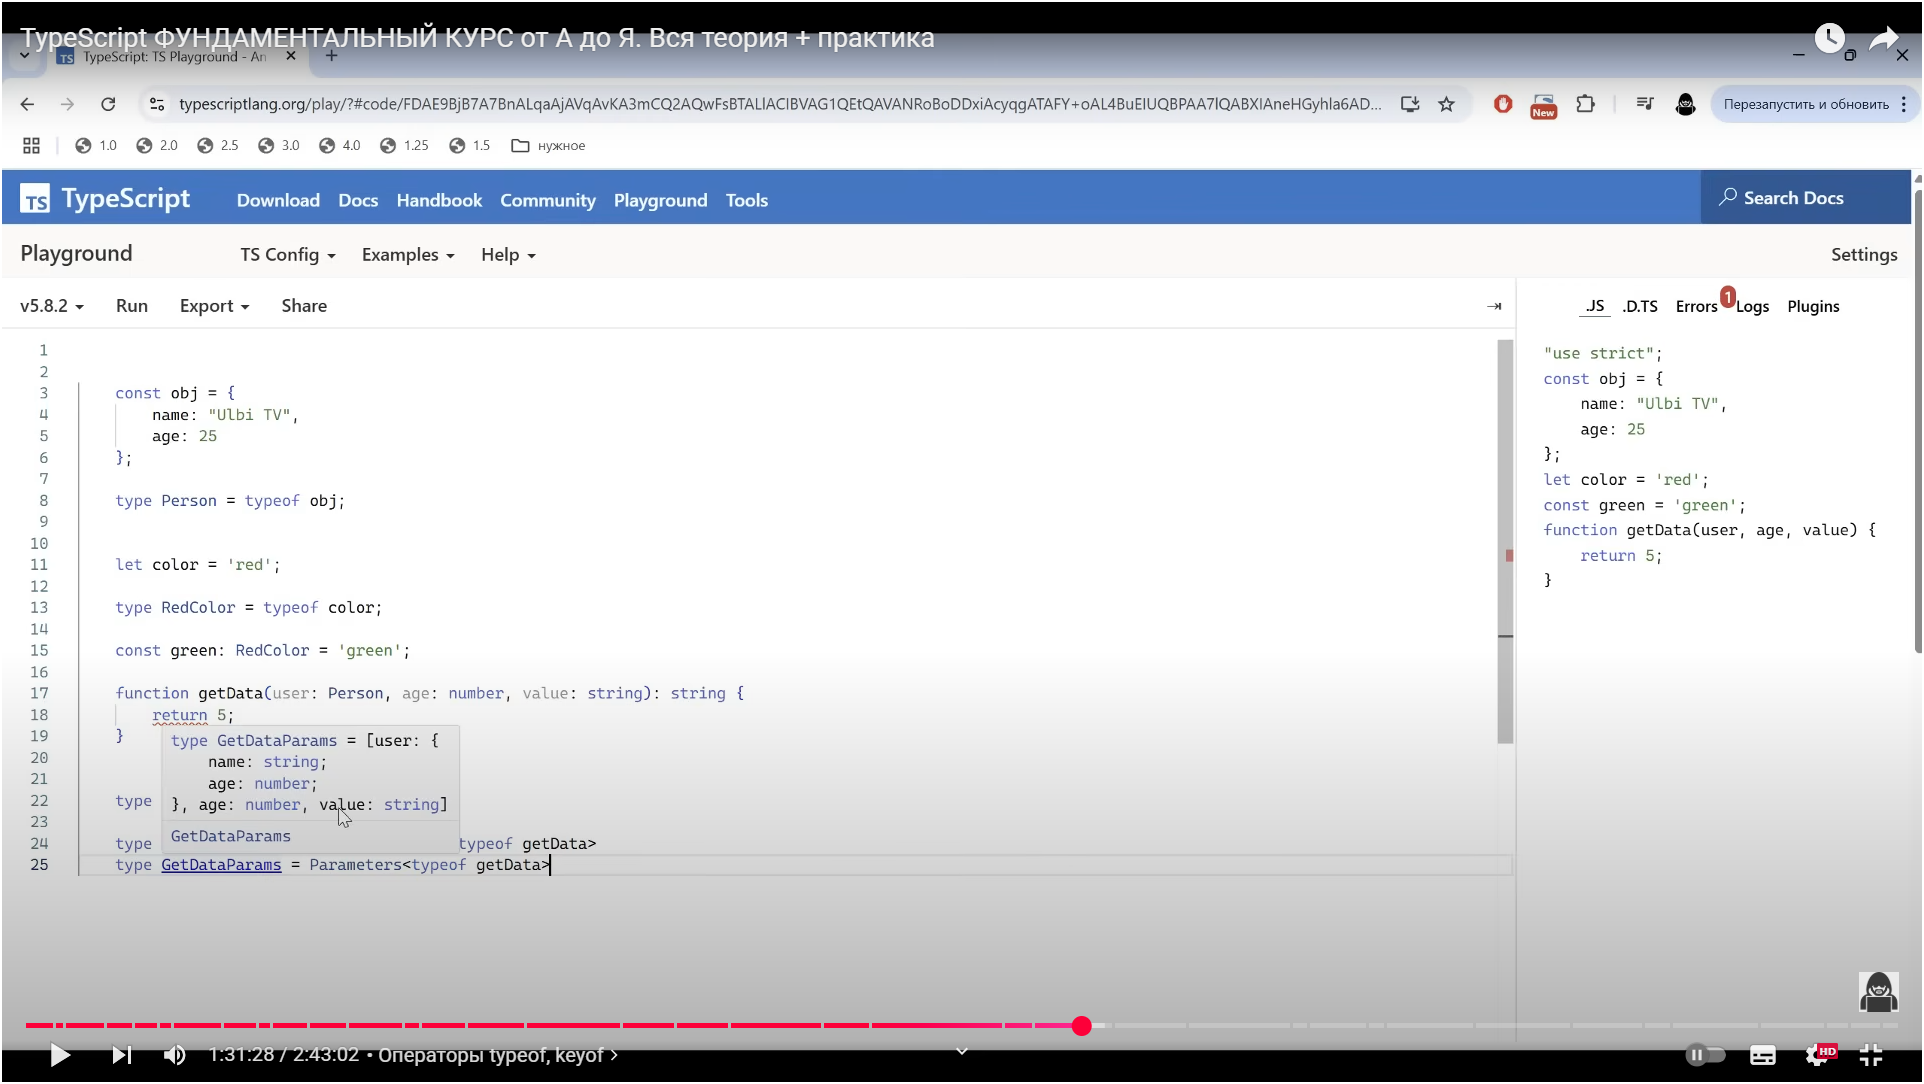 TypeScript ФУНДАМЕНТАЛЬНЫЙ КУРС от А до Я. Вся теория + практика
TypeScript: TS Playground - An
typescriptlang.org/play/?#code/
Перезапустить и обновить
New
1.0 2.0 2.5 3.0 4.0 1.25 1.5 нужное
TS TypeScript Download Docs Handbook Community Playground Tools Search Docs
Playground TS Config Examples Help Settings
v5.8.2 Run Export Share
.JS .D.TS Errors 1 Logs Plugins
1
2
3 const obj = {
4 name: "Ulbi TV",
5 age: 25
6 };
7
8 type Person = typeof obj;
9
10
11 let color = 'red';
12
13 type RedColor = typeof color;
14
15 const green: RedColor = 'green';
16
17 function getData(user: Person, age: number, value: string): string {
18 return 5;
19 }
20
21
22 type
23
24 type typeof getData>
25 type GetDataParams = Parameters<typeof getData>
type GetDataParams = [user: {
name: string;
age: number;
}, age: number, value: string]
GetDataParams
"use strict";
const obj = {
name: "Ulbi TV",
age: 25
};
let color = 'red';
const green = 'green';
function getData(user, age, value) {
return 5;
}
1:31:28 / 2:43:02 • Операторы typeof, keyof
HD